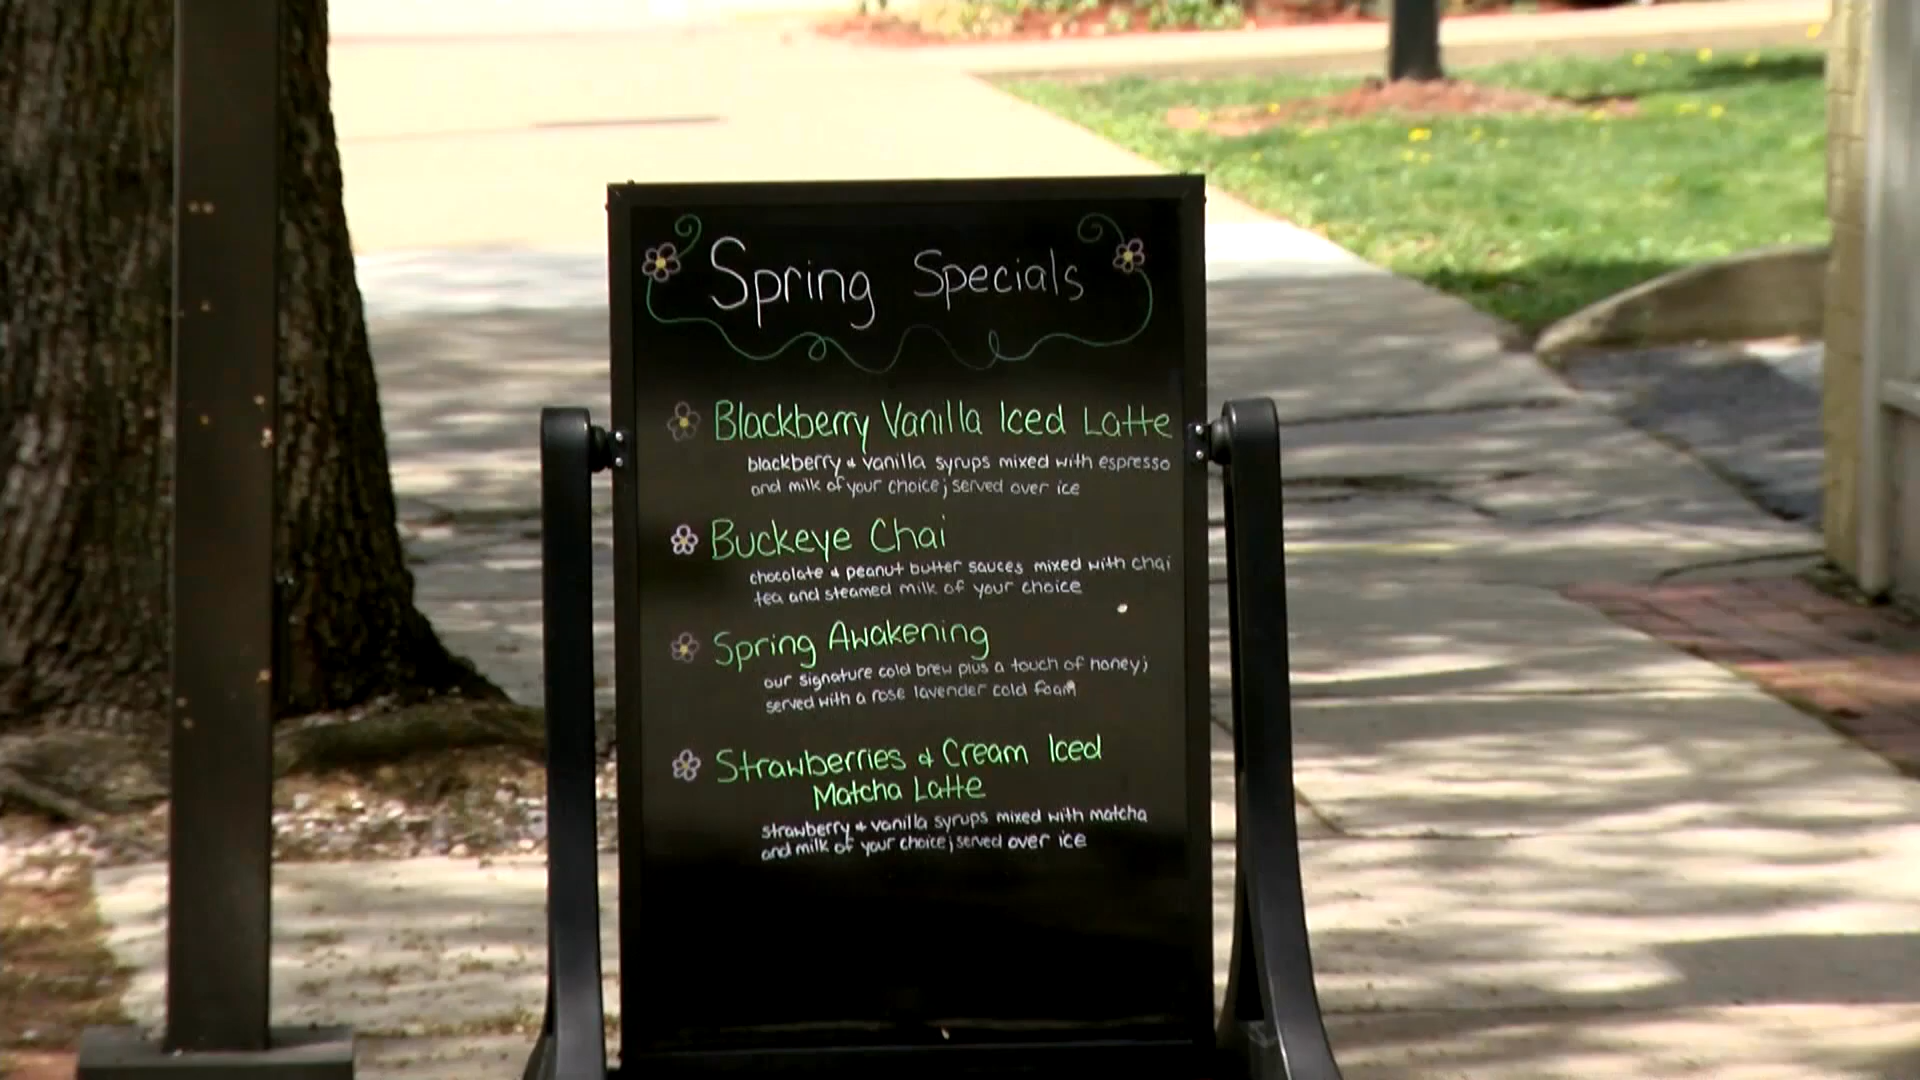 Spring Specials
Blackberry Vanilla Iced Latte
blackberry & vanilla syrups mixed with espresso
and milk of your choice; served over ice
Buckeye Chai
chocolate & peanut butter sauces mixed with chai
tea and steamed milk of your choice
Spring Awakening
our signature cold brew plus a touch of honey;
served with a rose lavender cold foam
Strawberries & Cream Iced
Matcha Latte
strawberry & vanilla syrups mixed with matcha
and milk of your choice; served over ice